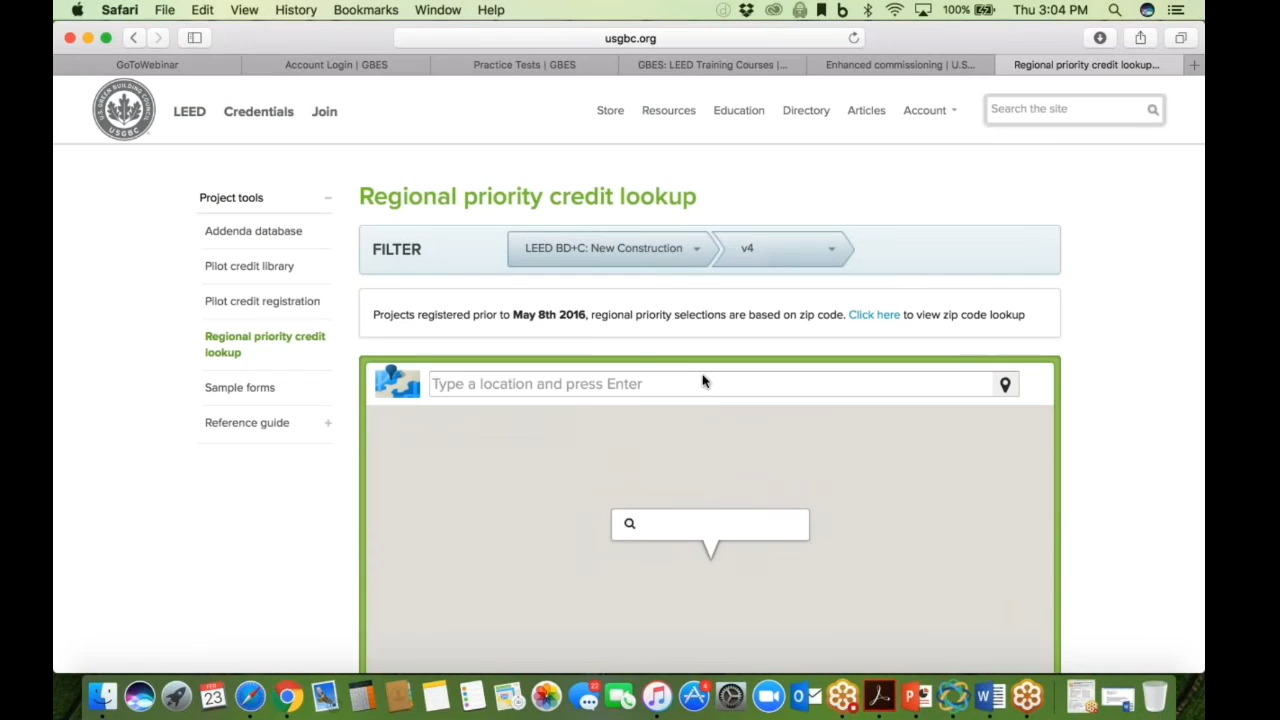 Safari File Edit View History Bookmarks Window Help 100% Thu 3:04 PM
usgbc.org
GoToWebinar Account Login | GBES Practice Tests | GBES GBES: LEED Training Courses |... Enhanced commissioning | U.S... Regional priority credit lookup...
U.S. GREEN BUILDING COUNCIL
USGBC
LEED Credentials Join Store Resources Education Directory Articles Account Search the site
Project tools
Addenda database
Pilot credit library
Pilot credit registration
Regional priority credit
lookup
Sample forms
Reference guide
Regional priority credit lookup
FILTER LEED BD+C: New Construction v4
Projects registered prior to May 8th 2016, regional priority selections are based on zip code. Click here to view zip code lookup
Type a location and press Enter
23